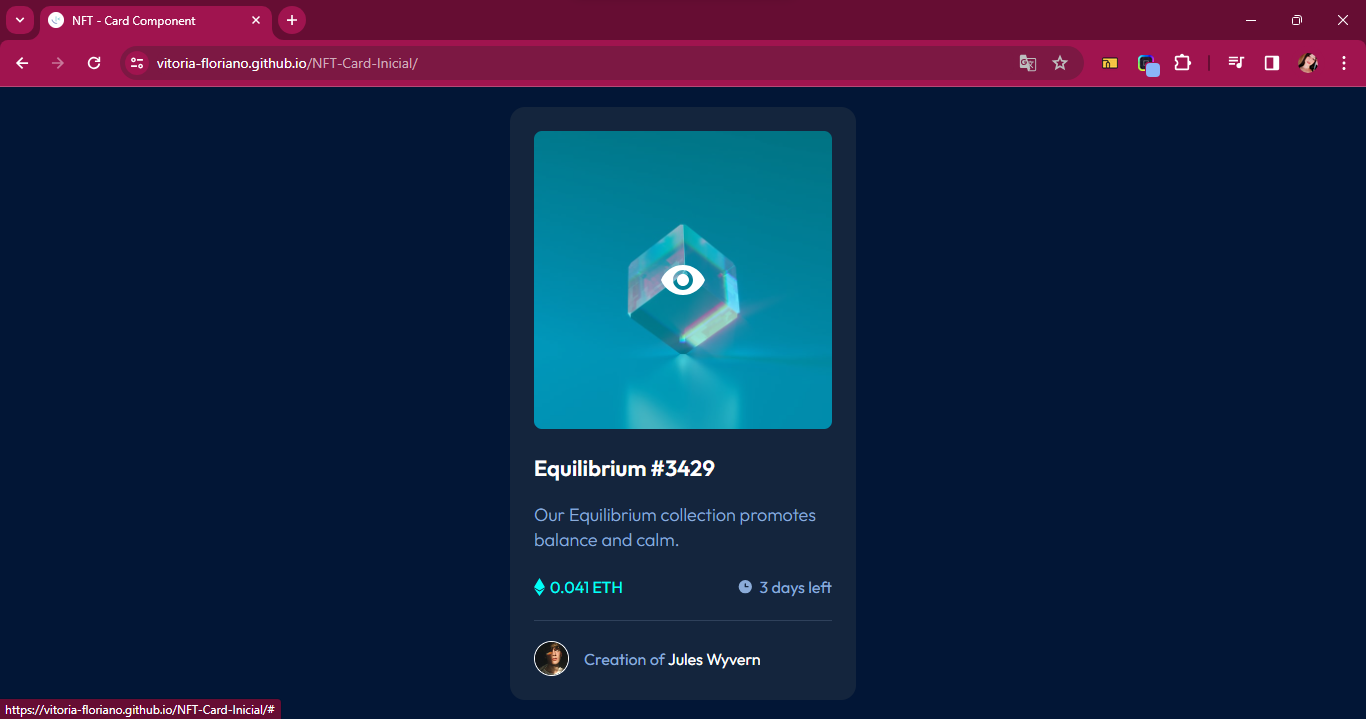 NFT - Card Component
vitoria-floriano.github.io/NFT-Card-Inicial/
Equilibrium #3429
Our Equilibrium collection promotes
balance and calm.
0.041 ETH
3 days left
Creation of Jules Wyvern
https://vitoria-floriano.github.io/NFT-Card-Inicial/#